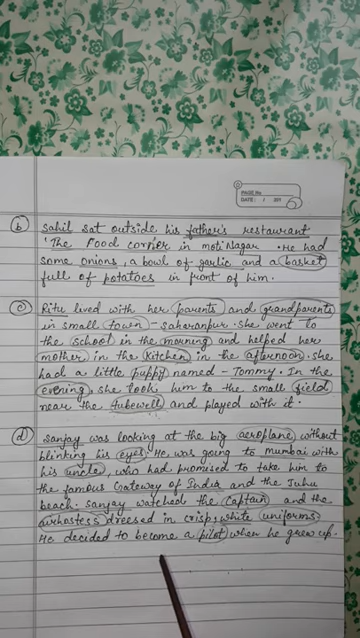 PAGE No.
DATE: / /201
(b) Sahil sat outside his father's restaurant
'The Food corner in moti Nagar. He had
some onions, a bowl of garlic and a basket
full of potatoes in front of him.
(c) Ritu lived with her parents and grandparents
in small town - Saharanpur. She went to
the school in the morning and helped her
mother in the kitchen in the afternoon. She
had a little puppy named - Tommy. In the
evening, she took him to the small field
near the tubewell and played with it.
(d) Sanjay was looking at the big aeroplane without
blinking his eyes. He was going to mumbai with
his uncle, who had promised to take him to
the famous Gateway of India and the Juhu
beach. Sanjay watched the captain and the
airhostess dressed in crisp, white uniforms.
He decided to become a pilot when he grew up.